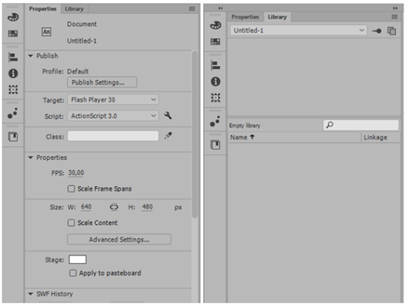 Properties Library
Document
An
Untitled-1
Publish
Profile: Default
Publish Settings...
Target: Flash Player 30
Script: ActionScript 3.0
Class:
Properties
FPS: 30,00
Scale Frame Spans
Size: W: 640 H: 480 px
Scale Content
Advanced Settings...
Stage:
Apply to pasteboard
SWF History
Properties Library
Untitled-1
Empty library
Name Linkage